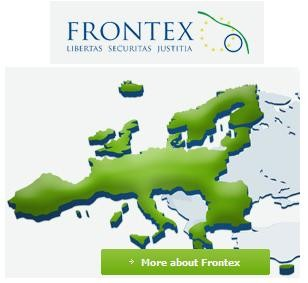 FRONTEX
LIBERTAS SECURITAS JUSTITIA
More about Frontex